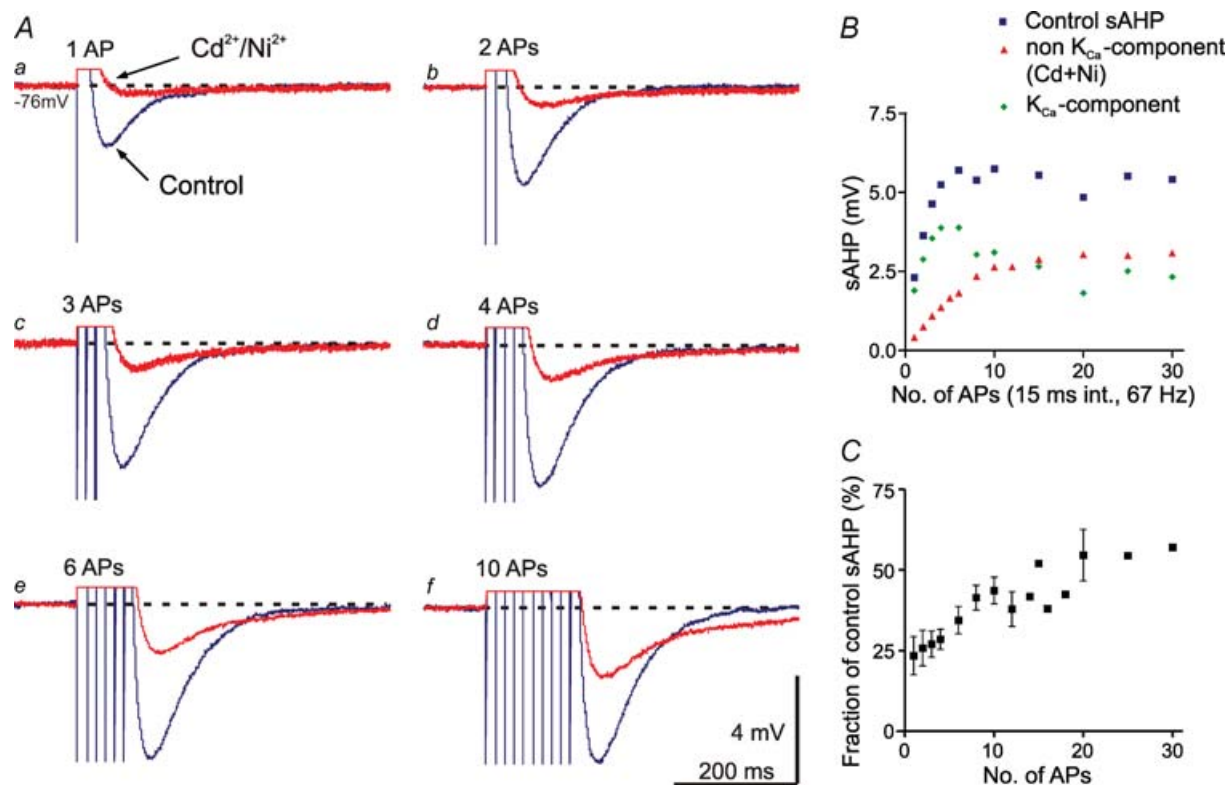 A
1 AP
Cd²⁺/Ni²⁺
a
-76mV
Control
2 APs
b
3 APs
c
4 APs
d
6 APs
e
10 APs
f
4 mV
200 ms
B
Control sAHP
non K_Ca-component
(Cd+Ni)
K_Ca-component
7.5
5.0
2.5
0.0
sAHP (mV)
0 10 20 30
No. of APs (15 ms int., 67 Hz)
C
75
50
25
0
Fraction of control sAHP (%)
0 10 20 30
No. of APs